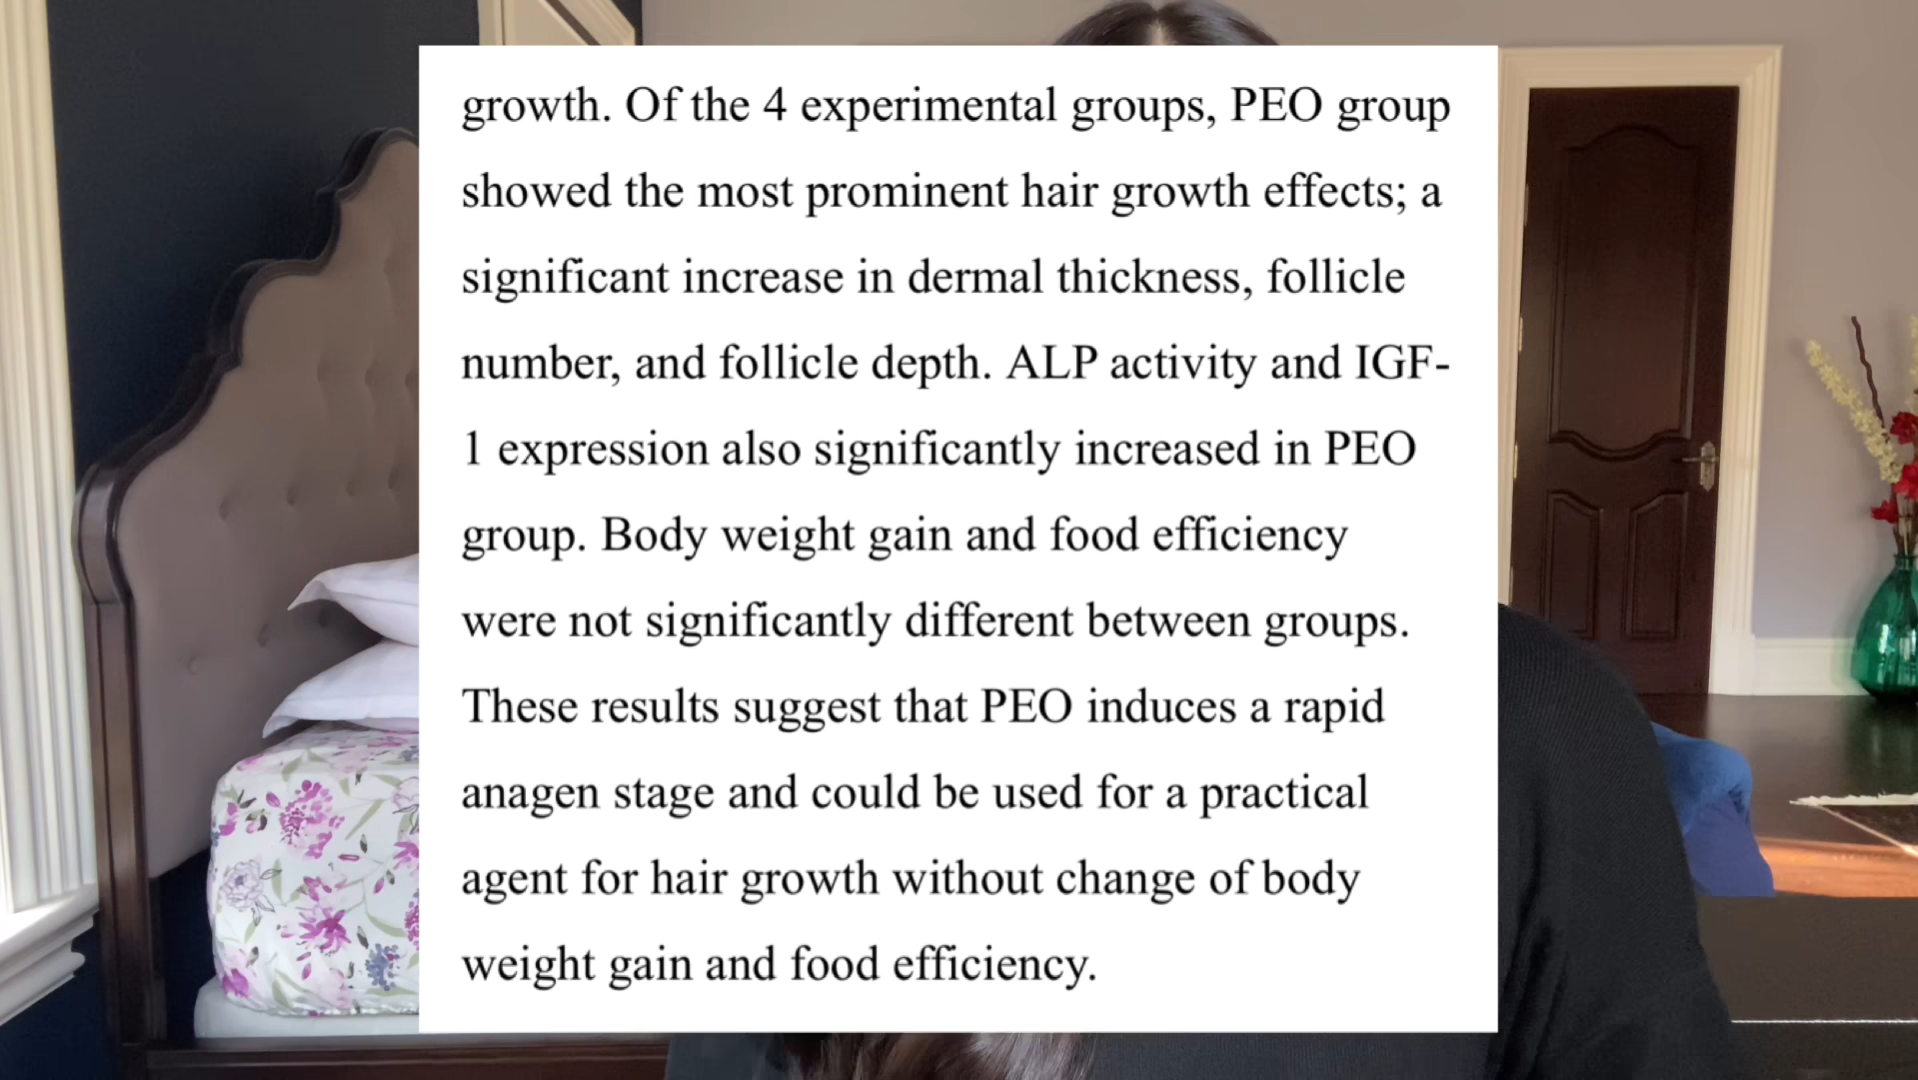 growth. Of the 4 experimental groups, PEO group
showed the most prominent hair growth effects; a
significant increase in dermal thickness, follicle
number, and follicle depth. ALP activity and IGF-
1 expression also significantly increased in PEO
group. Body weight gain and food efficiency
were not significantly different between groups.
These results suggest that PEO induces a rapid
anagen stage and could be used for a practical
agent for hair growth without change of body
weight gain and food efficiency.